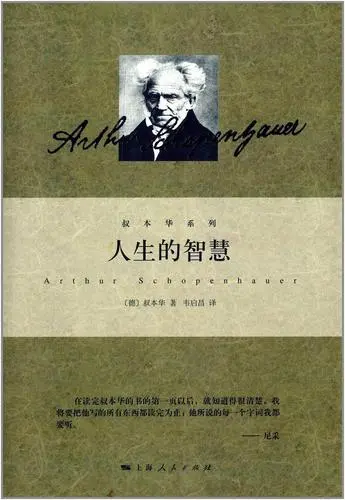 Arthur Schopenhauer
叔本华系列
人生的智慧
Arthur Schopenhauer
〔德〕叔本华 著 韦启昌 译
在读完叔本华的书的第一页以后，就知道得很清楚，我
将要把他写的所有东西都读完为止；他所说的每一个字词我都
要听。
——尼采
上海人民出版社